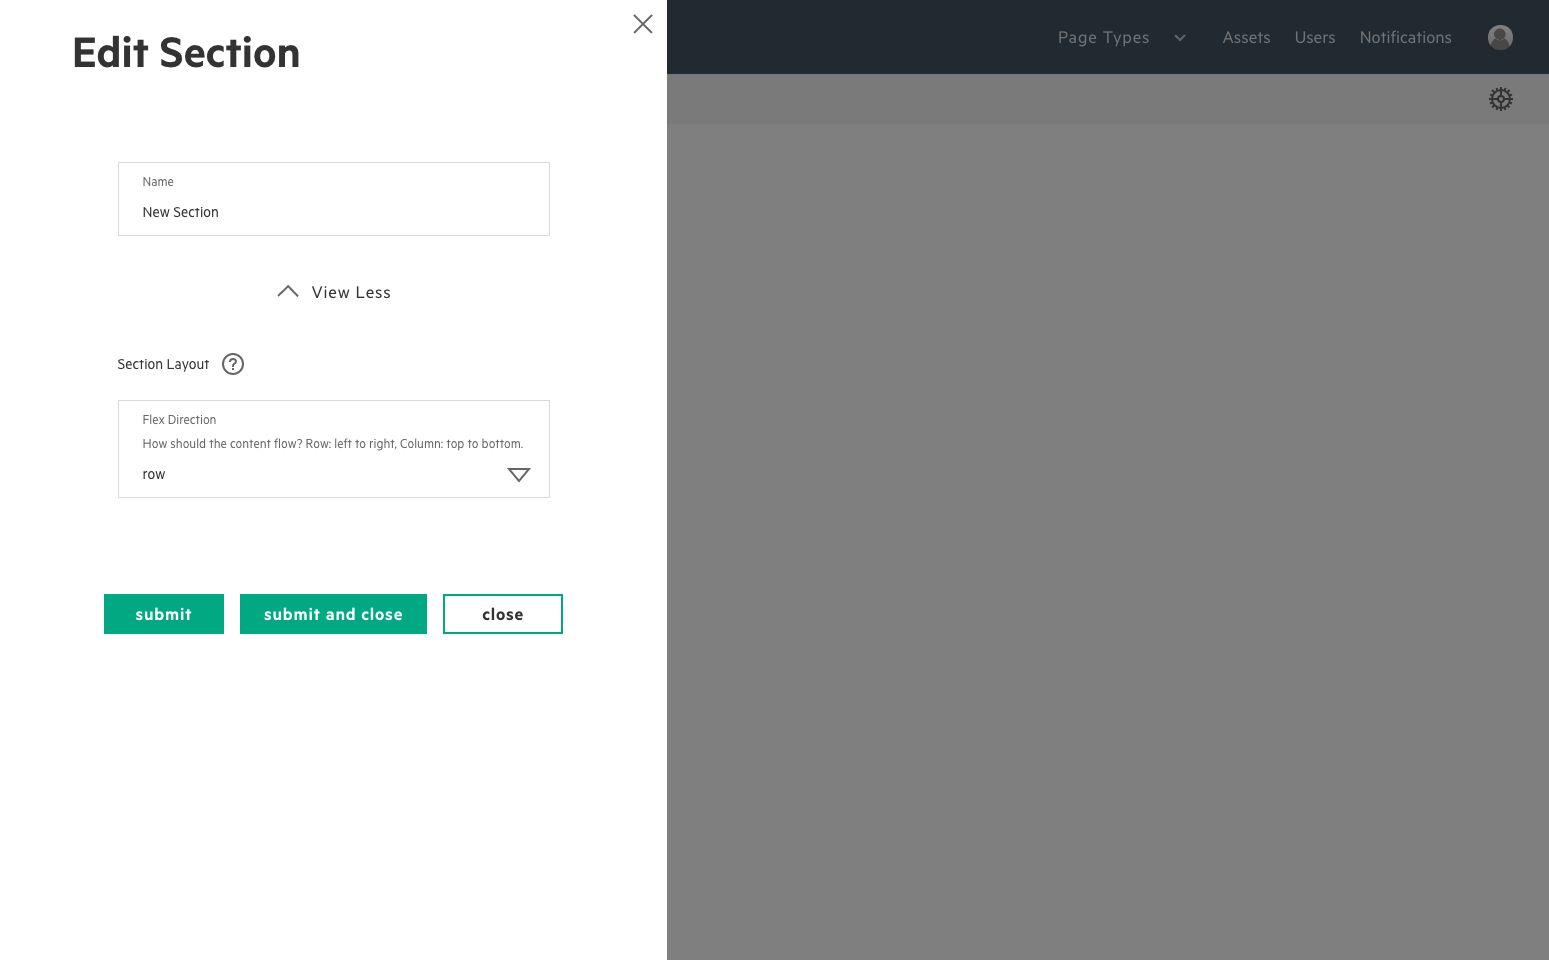 Edit Section
Page Types
Assets
Users
Notifications
Name
New Section
View Less
Section Layout
Flex Direction
How should the content flow? Row: left to right, Column: top to bottom.
row
submit
submit and close
close